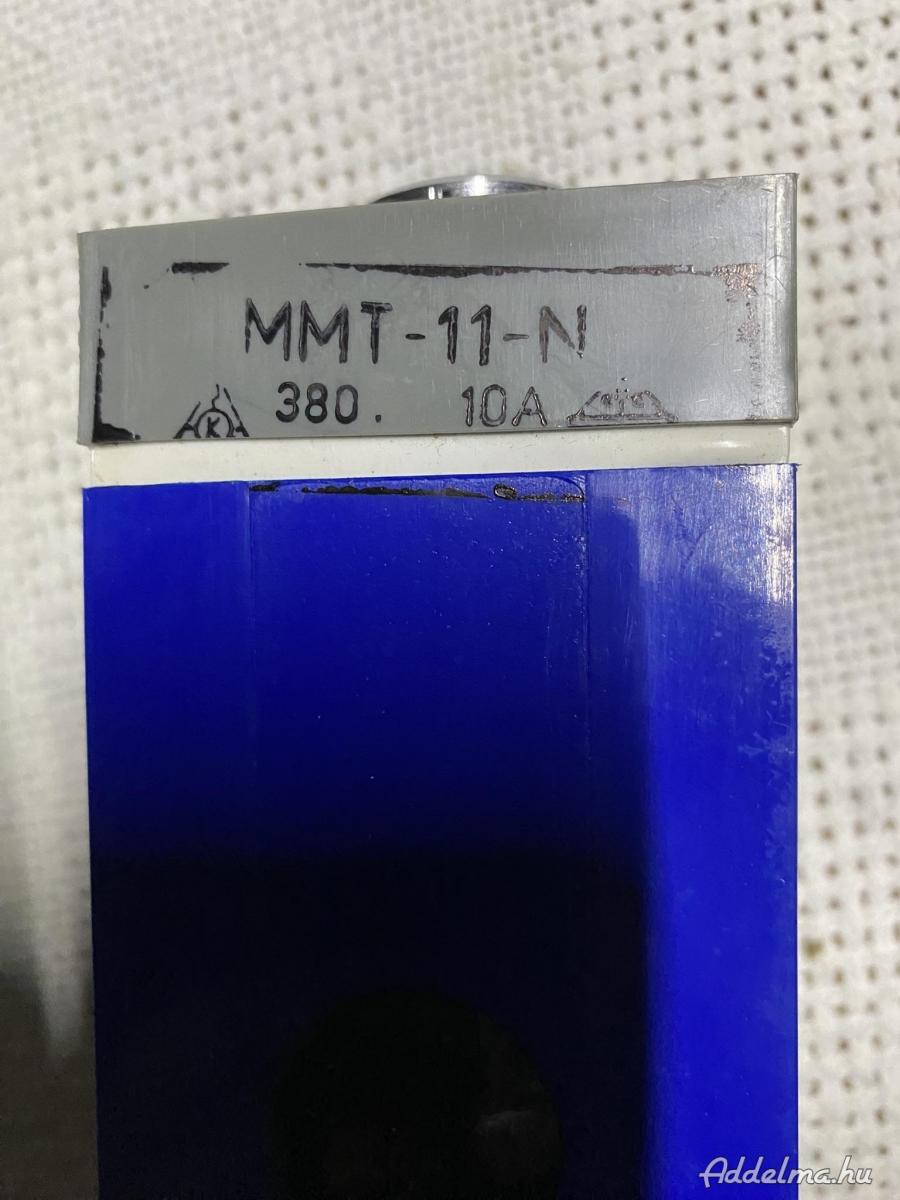 MMT-11-N
380. 10A
K
Addelma.hu